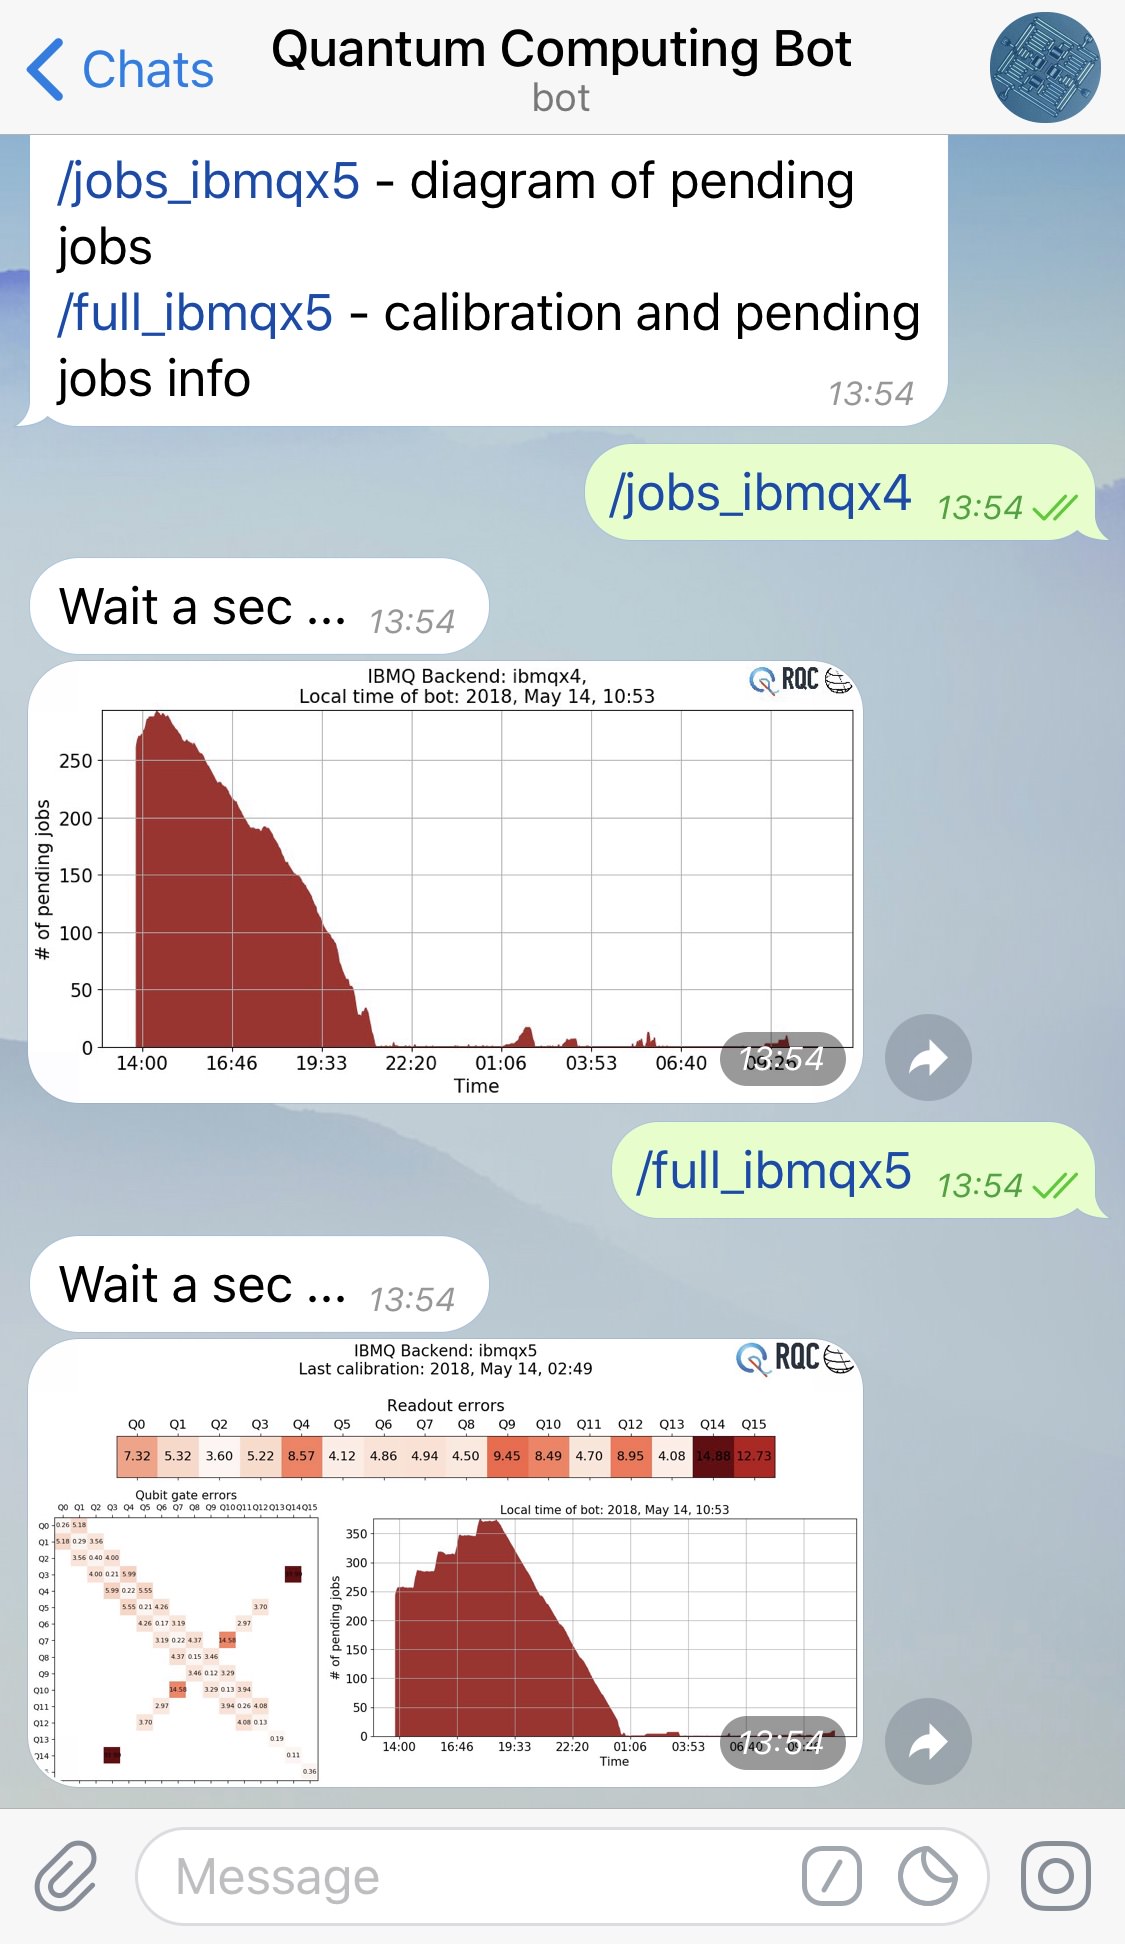 Chats
Quantum Computing Bot
bot
/jobs_ibmqx5 - diagram of pending
jobs
/full_ibmqx5 - calibration and pending
jobs info
13:54
/jobs_ibmqx4 13:54
Wait a sec ... 13:54
IBMQ Backend: ibmqx4,
Local time of bot: 2018, May 14, 10:53
RQC
# of pending jobs
250
200
150
100
50
0
14:00 16:46 19:33 22:20 01:06 03:53 06:40 09:26
Time
13:54
/full_ibmqx5 13:54
Wait a sec ... 13:54
IBMQ Backend: ibmqx5
Last calibration: 2018, May 14, 02:49
RQC
Readout errors
Q0 Q1 Q2 Q3 Q4 Q5 Q6 Q7 Q8 Q9 Q10 Q11 Q12 Q13 Q14 Q15
7.32 5.32 3.60 5.22 8.57 4.12 4.86 4.94 4.50 9.45 8.49 4.70 8.95 4.08 14.88 12.73
Qubit gate errors
Q0 Q1 Q2 Q3 Q4 Q5 Q6 Q7 Q8 Q9 Q10 Q11 Q12 Q13 Q14 Q15
Q0 0.26 5.18
Q1 5.18 0.29 3.56
Q2 3.56 0.40 4.00
Q3 4.00 0.21 5.99
Q4 5.99 0.22 5.55
Q5 5.55 0.21 4.26 3.70
Q6 4.26 0.17 3.19 2.97
Q7 3.19 0.22 4.37 14.58
Q8 4.37 0.15 3.46
Q9 3.46 0.12 3.29
Q10 14.58 3.29 0.13 3.94
Q11 2.97 3.94 0.26 4.08
Q12 3.70 4.08 0.13
Q13 0.19
Q14 0.11
0.36
Local time of bot: 2018, May 14, 10:53
# of pending jobs
350
300
250
200
150
100
50
0
14:00 16:46 19:33 22:20 01:06 03:53 06:40
Time
13:54
Message